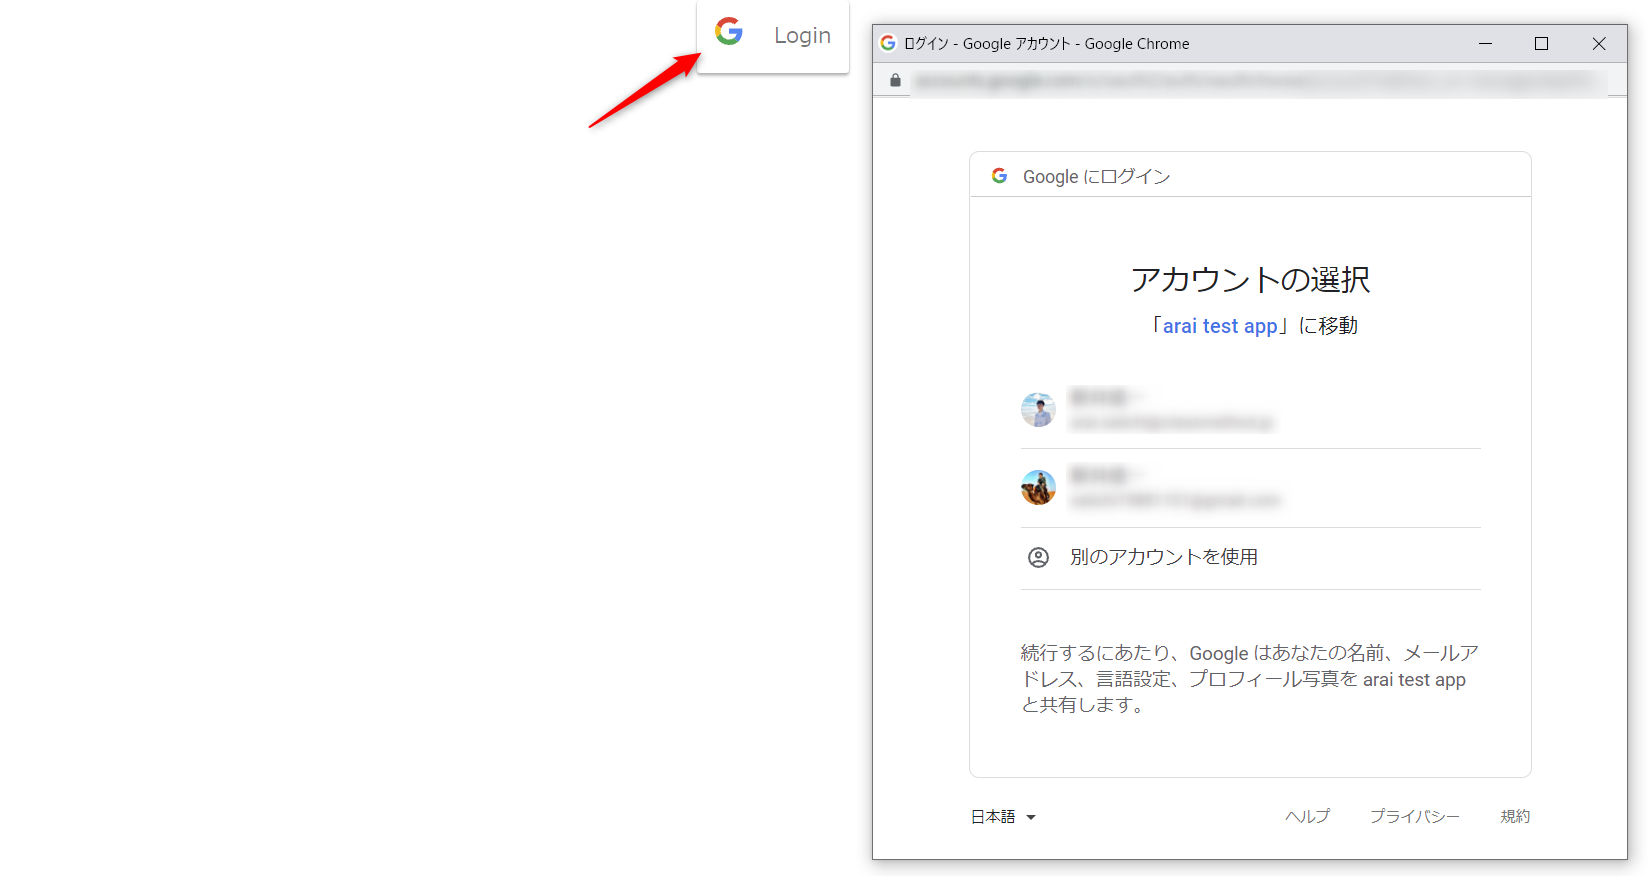 Login
ログイン - Google アカウント - Google Chrome
Google にログイン
アカウントの選択
「arai test app」に移動
別のアカウントを使用
続行するにあたり、Google はあなたの名前、メールア
ドレス、言語設定、プロフィール写真を arai test app
と共有します。
日本語
ヘルプ
プライバシー
規約